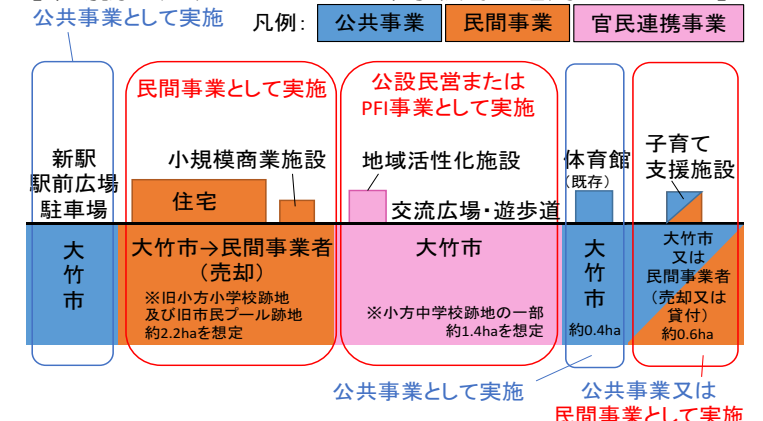 公共事業として実施
凡例：
公共事業
民間事業
官民連携事業
民間事業として実施
公設民営または
PFI事業として実施
新駅
駅前広場
駐車場
小規模商業施設
住宅
地域活性化施設
交流広場・遊歩道
体育館
（既存）
子育て
支援施設
大
竹
市
大竹市→民間事業者
（売却）
※旧小方小学校跡地
及び旧市民プール跡地
約2.2haを想定
大竹市
※小方中学校跡地の一部
約1.4haを想定
大
竹
市
約0.4ha
大竹市
又は
民間事業者
（売却又は
貸付）
約0.6ha
公共事業として実施
公共事業又は
民間事業として実施